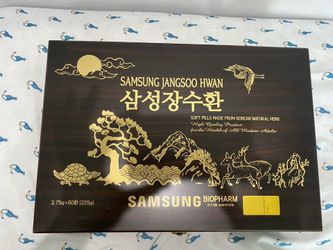 SAMSUNG JANGSOO HWAN
삼성장수환
SOFT PILLS MADE FROM KOREAN NATURAL HERBS
High Quality Product
for the Health of All Modern Adults
3.75g×60환 (225g)
SAMSUNG BIOPHARM